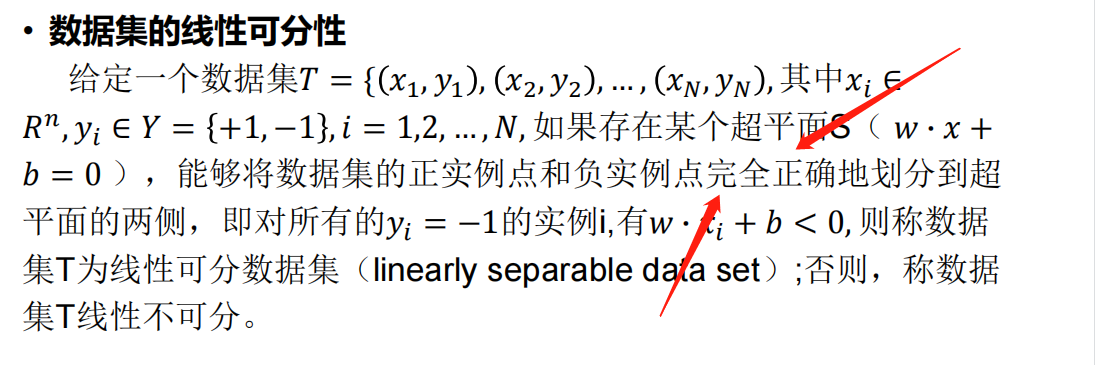 • 数据集的线性可分性
给定一个数据集T = {(x₁, y₁), (x₂, y₂), … , (x_N, y_N), 其中x_i ∈
Rⁿ, y_i ∈ Y = {+1, −1}, i = 1,2, … , N, 如果存在某个超平面S（ w · x +
b = 0 ），能够将数据集的正实例点和负实例点完全正确地划分到超
平面的两侧，即对所有的y_i = −1的实例i,有w · x_i + b < 0, 则称数据
集T为线性可分数据集（linearly separable data set）;否则，称数据
集T线性不可分。